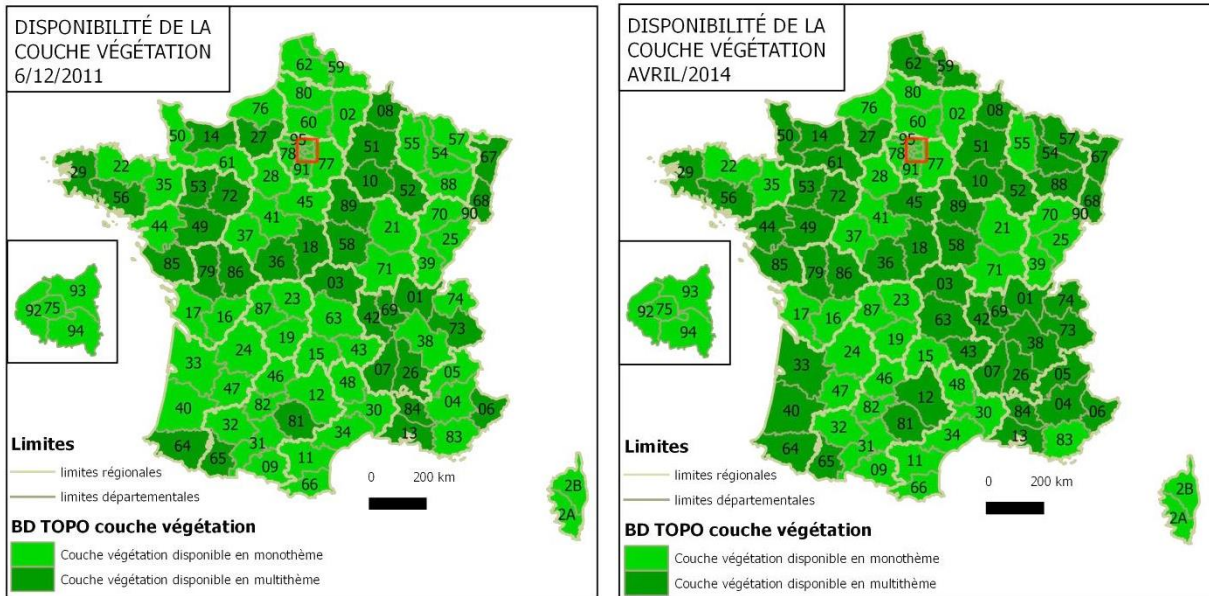 DISPONIBILITÉ DE LA
COUCHE VÉGÉTATION
6/12/2011
62 59
80
76 02 08
60
50 14 27 95 51 55 57
78 54 67
29 22 61 91 77
35 28 10 88
56 53 72 52 68
45 89 70 90
44 49 41 21 25
37 18 58
85 36 39
79 86 71
03
17 16 87 23 69 01 74
63 42 73
19 38
33 24 15 43
46 07 26 05
47 12 48
40 82 30 84 04 06
32 81
64 31 34 13 83
65 09 11
66
2B
2A
93
92 75
94
Limites
limites régionales
limites départementales
0 200 km
BD TOPO couche végétation
Couche végétation disponible en monothème
Couche végétation disponible en multithème
DISPONIBILITÉ DE LA
COUCHE VÉGÉTATION
AVRIL/2014
62 59
80
76 02 08
60
50 14 27 95 51 55 57
78 54 67
29 22 61 91 77
35 28 10 88
56 53 72 52 68
45 89 70 90
44 49 41 21 25
37 18 58
85 36 39
79 86 71
03
17 16 87 23 69 01 74
63 42 73
19 38
33 24 15 43
46 07 26 05
47 12 48
40 82 30 84 04 06
32 81
64 31 34 13 83
65 09 11
66
2B
2A
93
92 75
94
Limites
limites régionales
limites départementales
0 200 km
BD TOPO couche végétation
Couche végétation disponible en monothème
Couche végétation disponible en multithème